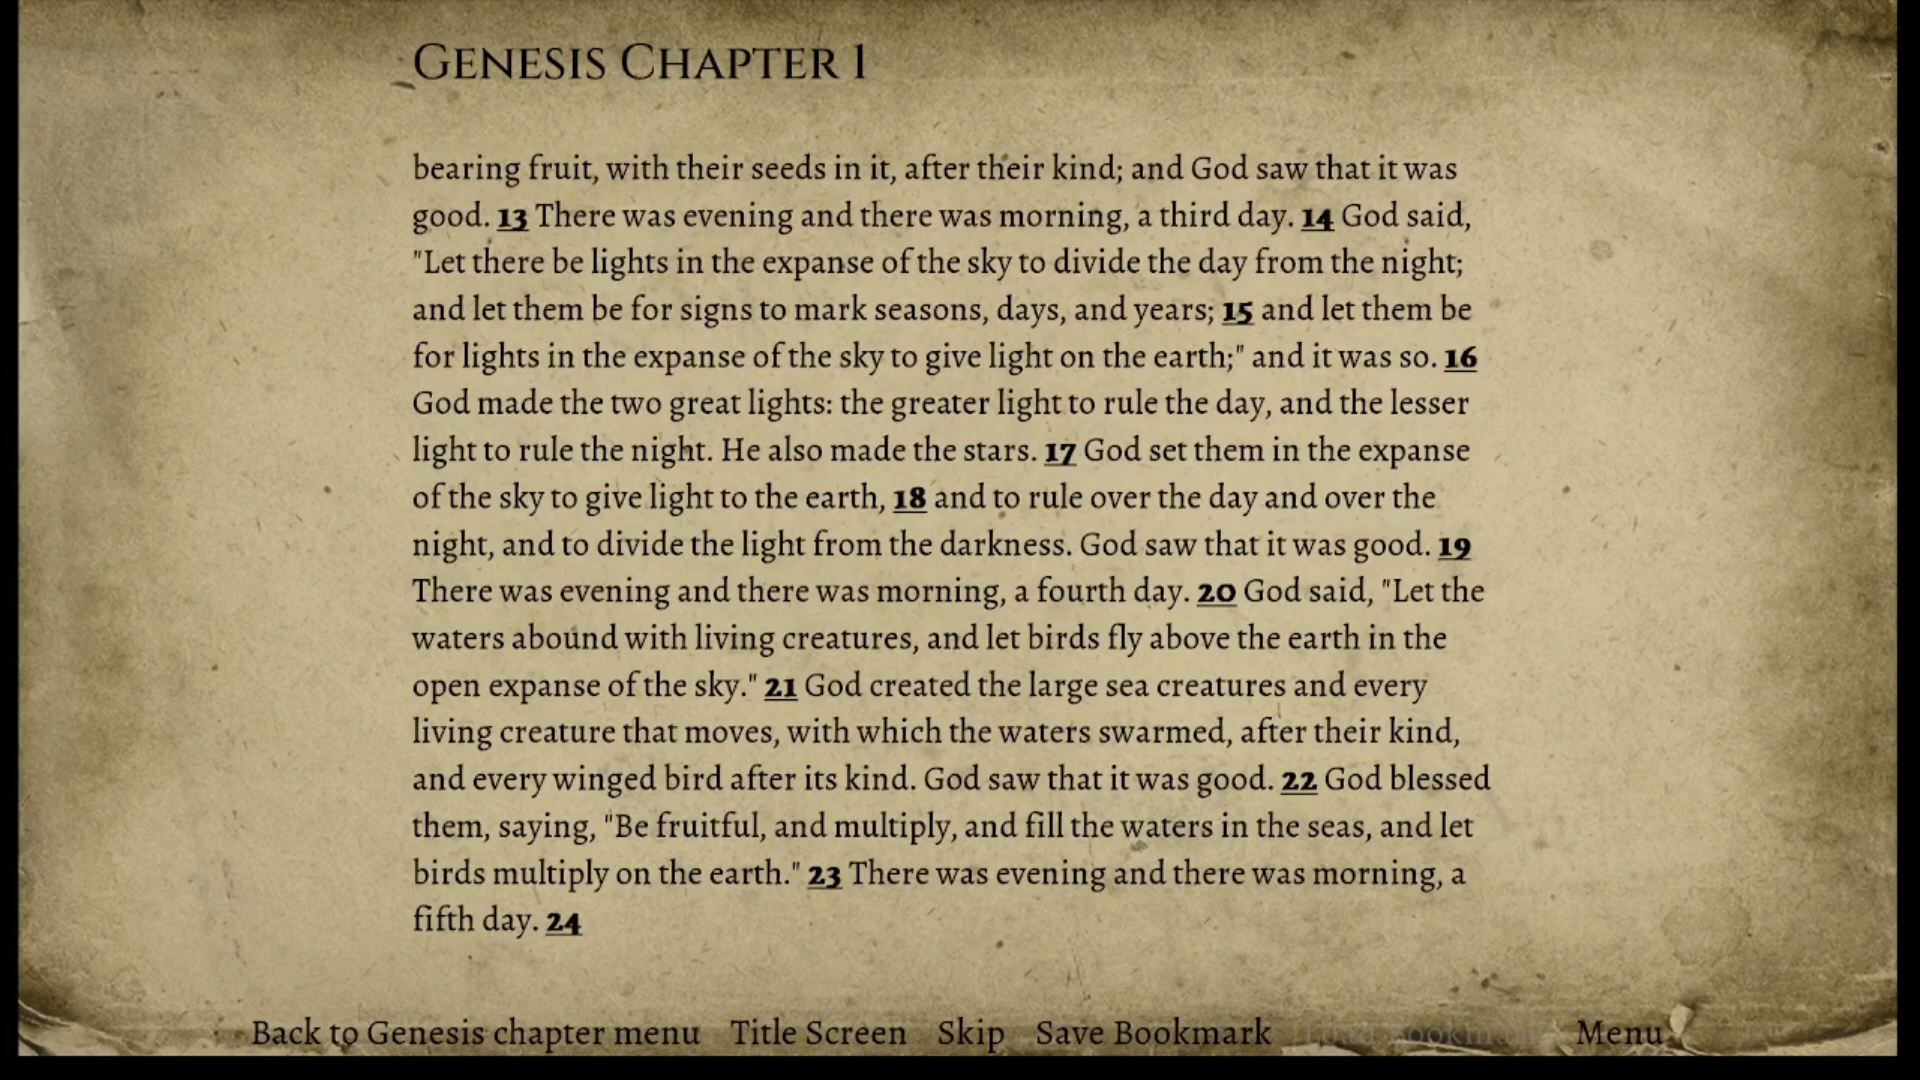 Genesis Chapter 1
bearing fruit, with their seeds in it, after their kind; and God saw that it was
good. 13 There was evening and there was morning, a third day. 14 God said,
"Let there be lights in the expanse of the sky to divide the day from the night;
and let them be for signs to mark seasons, days, and years; 15 and let them be
for lights in the expanse of the sky to give light on the earth;" and it was so. 16
God made the two great lights: the greater light to rule the day, and the lesser
light to rule the night. He also made the stars. 17 God set them in the expanse
of the sky to give light to the earth, 18 and to rule over the day and over the
night, and to divide the light from the darkness. God saw that it was good. 19
There was evening and there was morning, a fourth day. 20 God said, "Let the
waters abound with living creatures, and let birds fly above the earth in the
open expanse of the sky." 21 God created the large sea creatures and every
living creature that moves, with which the waters swarmed, after their kind,
and every winged bird after its kind. God saw that it was good. 22 God blessed
them, saying, "Be fruitful, and multiply, and fill the waters in the seas, and let
birds multiply on the earth." 23 There was evening and there was morning, a
fifth day. 24
Back to Genesis chapter menu Title Screen Skip Save Bookmark Load Bookmark Menu